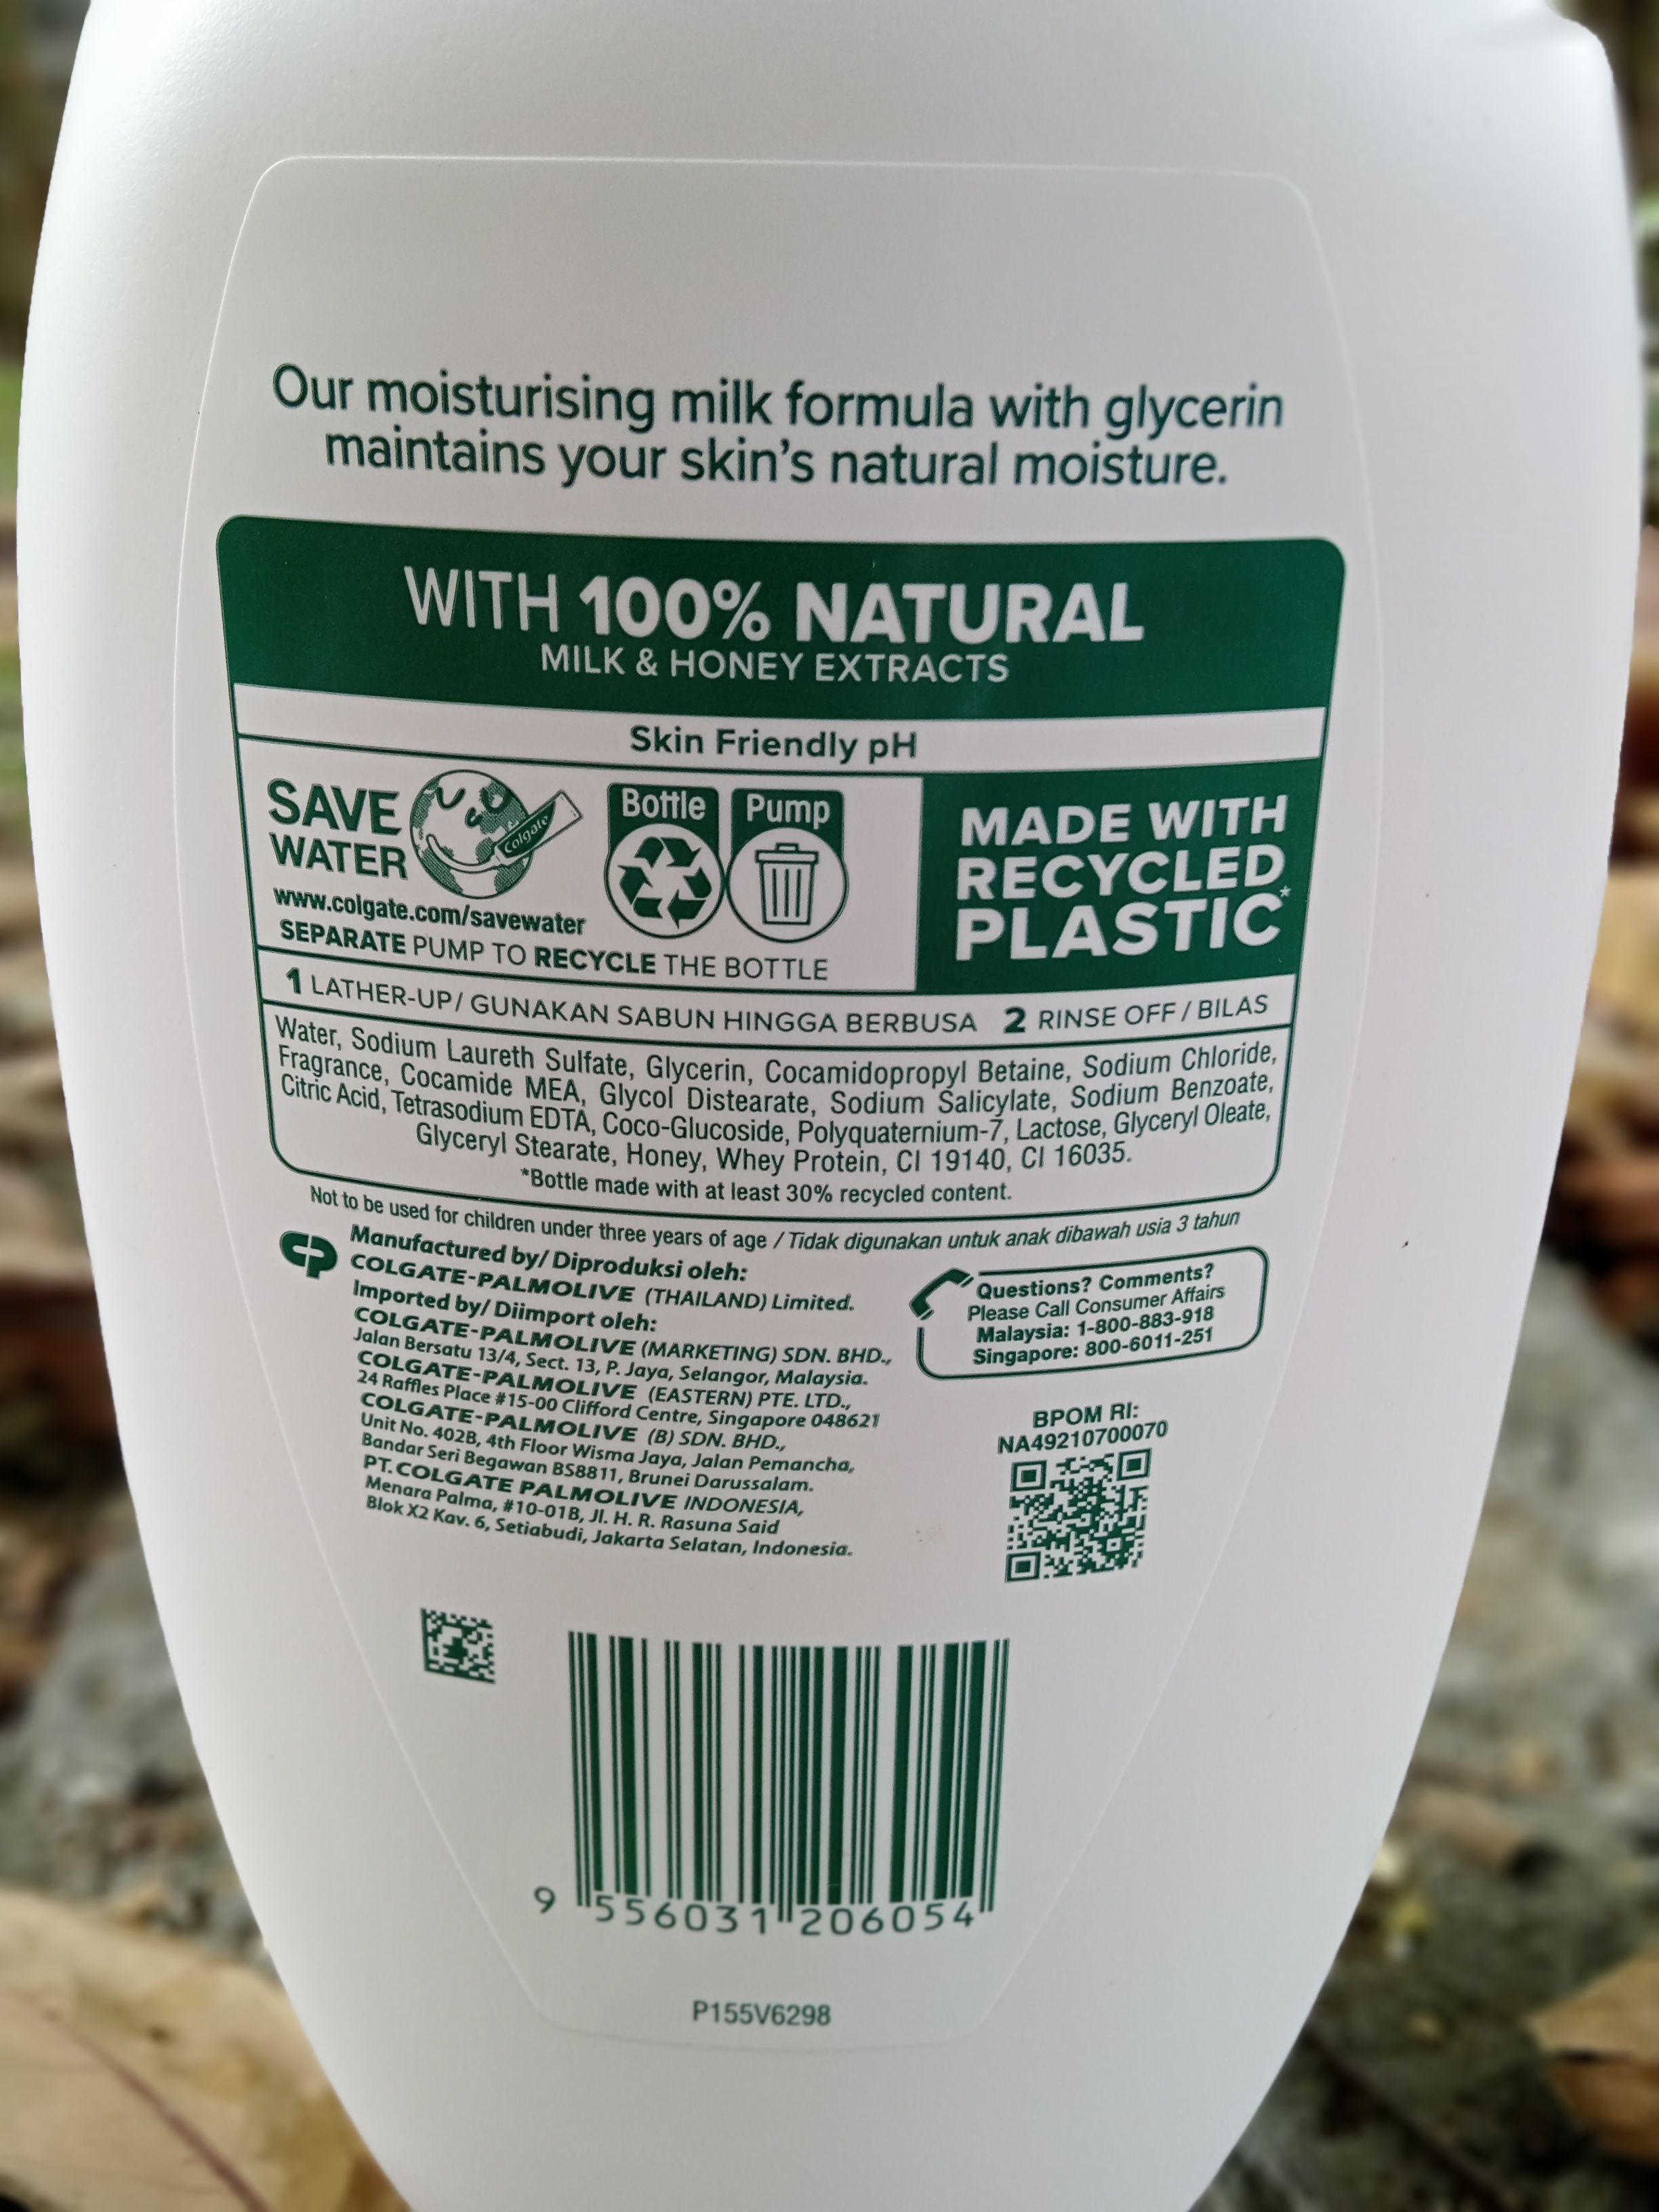 Our moisturising milk formula with glycerin
maintains your skin's natural moisture.
WITH 100% NATURAL
MILK & HONEY EXTRACTS
Skin Friendly pH
SAVE
WATER
Colgate
www.colgate.com/savewater
Bottle
Pump
SEPARATE PUMP TO RECYCLE THE BOTTLE
MADE WITH
RECYCLED
PLASTIC*
1 LATHER-UP/ GUNAKAN SABUN HINGGA BERBUSA 2 RINSE OFF / BILAS
Water, Sodium Laureth Sulfate, Glycerin, Cocamidopropyl Betaine, Sodium Chloride,
Fragrance, Cocamide MEA, Glycol Distearate, Sodium Salicylate, Sodium Benzoate,
Citric Acid, Tetrasodium EDTA, Coco-Glucoside, Polyquaternium-7, Lactose, Glyceryl Oleate,
Glyceryl Stearate, Honey, Whey Protein, CI 19140, CI 16035.
*Bottle made with at least 30% recycled content.
Not to be used for children under three years of age / Tidak digunakan untuk anak dibawah usia 3 tahun
CP
Manufactured by/ Diproduksi oleh:
COLGATE-PALMOLIVE (THAILAND) Limited.
Imported by/ Diimport oleh:
COLGATE-PALMOLIVE (MARKETING) SDN. BHD.,
Jalan Bersatu 13/4, Sect. 13, P. Jaya, Selangor, Malaysia.
COLGATE-PALMOLIVE (EASTERN) PTE. LTD.,
24 Raffles Place #15-00 Clifford Centre, Singapore 048621
COLGATE-PALMOLIVE (B) SDN. BHD.,
Unit No. 402B, 4th Floor Wisma Jaya, Jalan Pemancha,
Bandar Seri Begawan BS8811, Brunei Darussalam.
PT. COLGATE PALMOLIVE INDONESIA,
Menara Palma, #10-01B, Jl. H. R. Rasuna Said
Blok X2 Kav. 6, Setiabudi, Jakarta Selatan, Indonesia.
Questions? Comments?
Please Call Consumer Affairs
Malaysia: 1-800-883-918
Singapore: 800-6011-251
BPOM RI:
NA49210700070
9 556031 206054
P155V6298